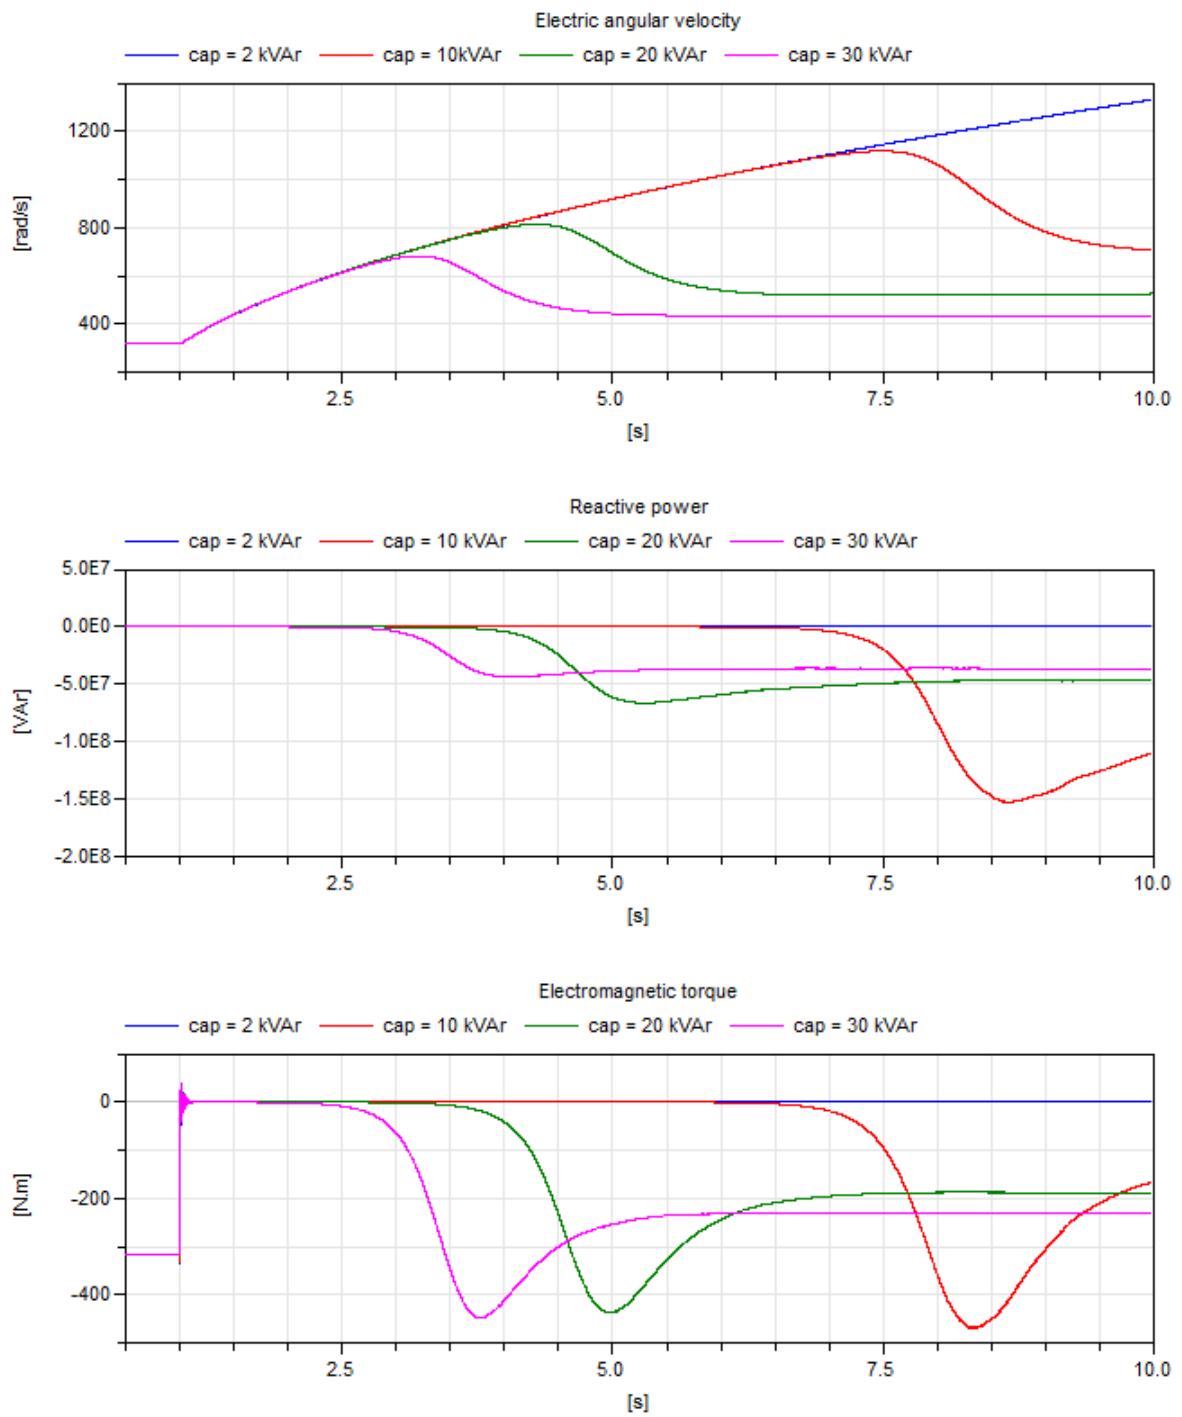 Electric angular velocity
cap = 2 kVAr cap = 10kVAr cap = 20 kVAr cap = 30 kVAr
1200
800
400
[rad/s]
2.5 5.0 7.5 10.0
[s]
Reactive power
cap = 2 kVAr cap = 10 kVAr cap = 20 kVAr cap = 30 kVAr
5.0E7
0.0E0
-5.0E7
-1.0E8
-1.5E8
-2.0E8
[VAr]
2.5 5.0 7.5 10.0
[s]
Electromagnetic torque
cap = 2 kVAr cap = 10 kVAr cap = 20 kVAr cap = 30 kVAr
0
-200
-400
[N.m]
2.5 5.0 7.5 10.0
[s]